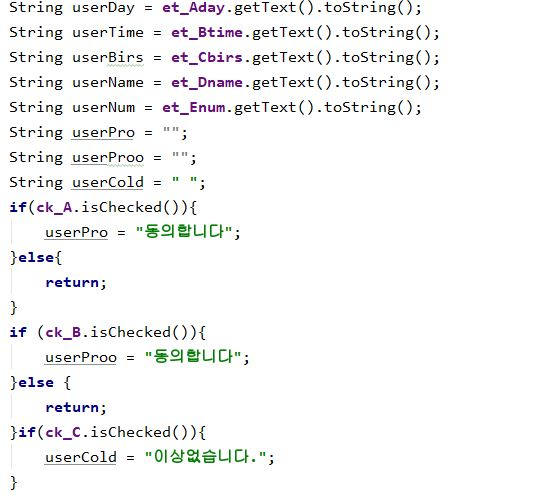 String userDay = et_Aday.getText().toString();
String userTime = et_Btime.getText().toString();
String userBirs = et_Cbirs.getText().toString();
String userName = et_Dname.getText().toString();
String userNum = et_Enum.getText().toString();
String userPro = "";
String userProo = "";
String userCold = " ";
if(ck_A.isChecked()){
    userPro = "동의합니다";
}else{
    return;
}
if (ck_B.isChecked()){
    userProo = "동의합니다";
}else {
    return;
}if(ck_C.isChecked()){
    userCold = "이상없습니다.";
}